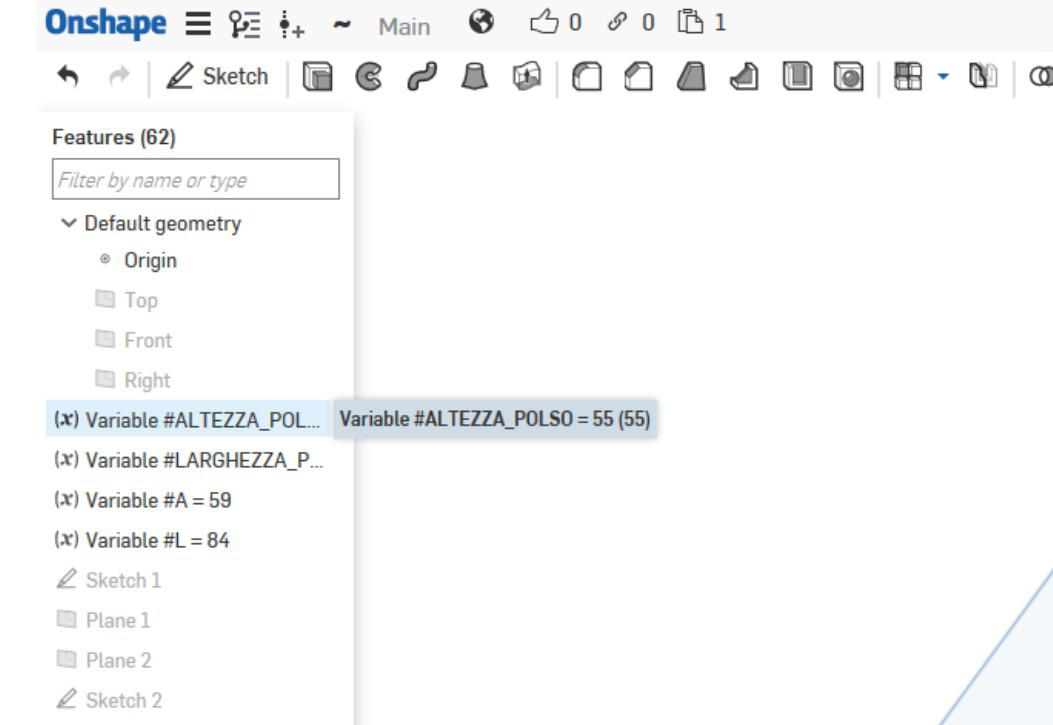 Onshape Main 0 0 1
Sketch
Features (62)
Filter by name or type
Default geometry
Origin
Top
Front
Right
(x) Variable #ALTEZZA_POL... Variable #ALTEZZA_POLSO = 55 (55)
(x) Variable #LARGHEZZA_P...
(x) Variable #A = 59
(x) Variable #L = 84
Sketch 1
Plane 1
Plane 2
Sketch 2